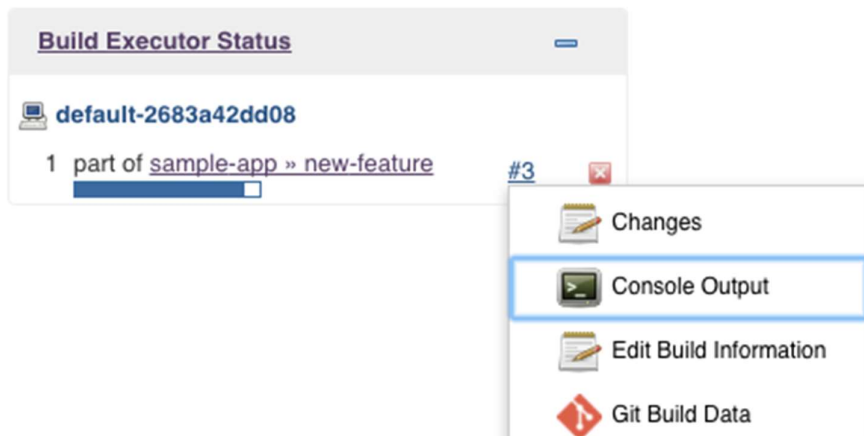 Build Executor Status
default-2683a42dd08
1 part of sample-app » new-feature #3
Changes
>_ Console Output
Edit Build Information
Git Build Data